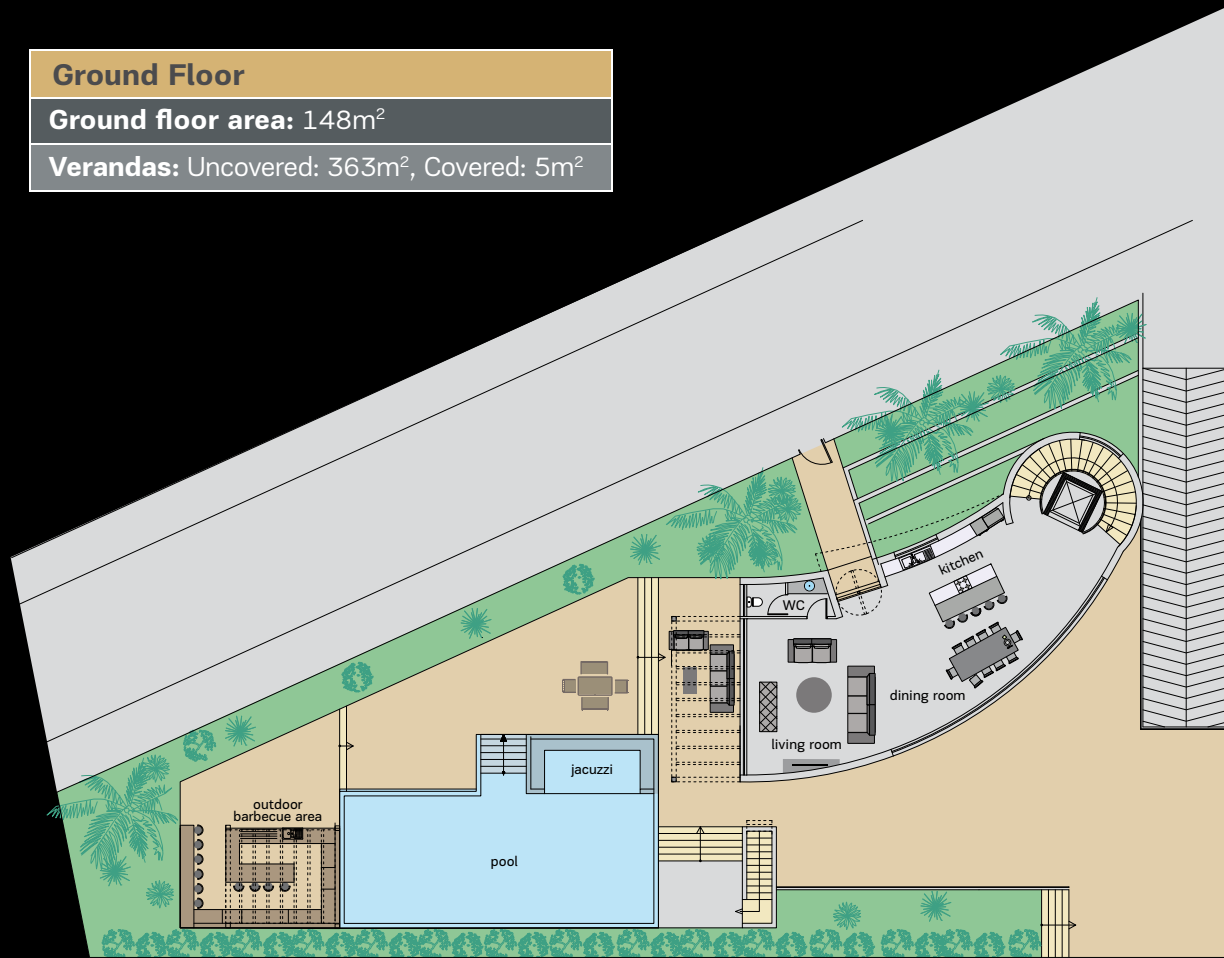 Ground Floor
Ground floor area: 148m²
Verandas: Uncovered: 363m², Covered: 5m²
kitchen
WC
dining room
living room
jacuzzi
outdoor
barbecue area
pool